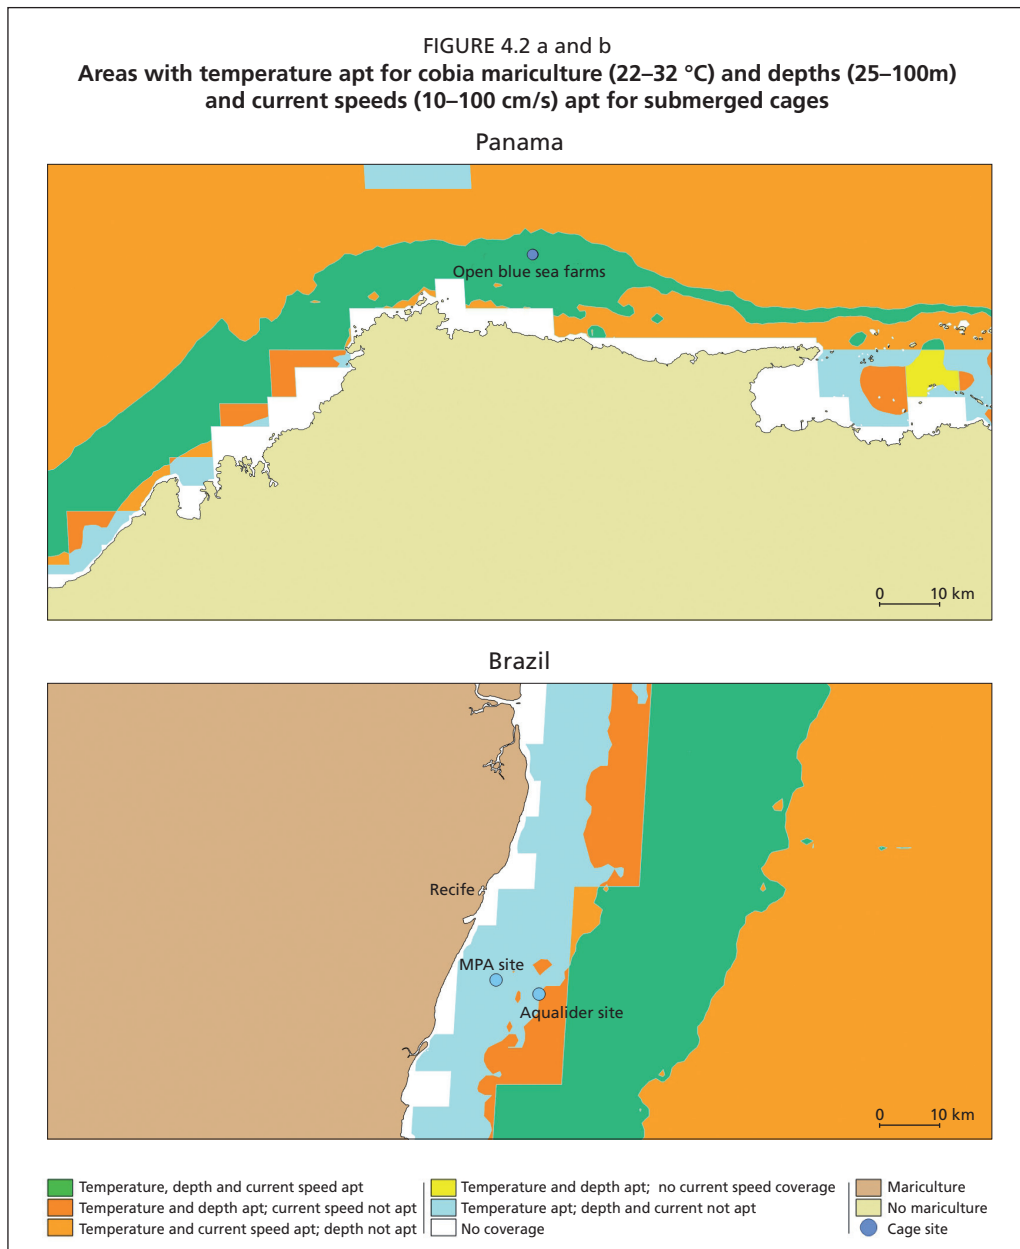 FIGURE 4.2 a and b
Areas with temperature apt for cobia mariculture (22–32 °C) and depths (25–100m)
and current speeds (10–100 cm/s) apt for submerged cages
Panama
Open blue sea farms
0 10 km
Brazil
Recife
MPA site
Aqualider site
0 10 km
Temperature, depth and current speed apt
Temperature and depth apt; current speed not apt
Temperature and current speed apt; depth not apt
Temperature and depth apt; no current speed coverage
Temperature apt; depth and current not apt
No coverage
Mariculture
No mariculture
Cage site